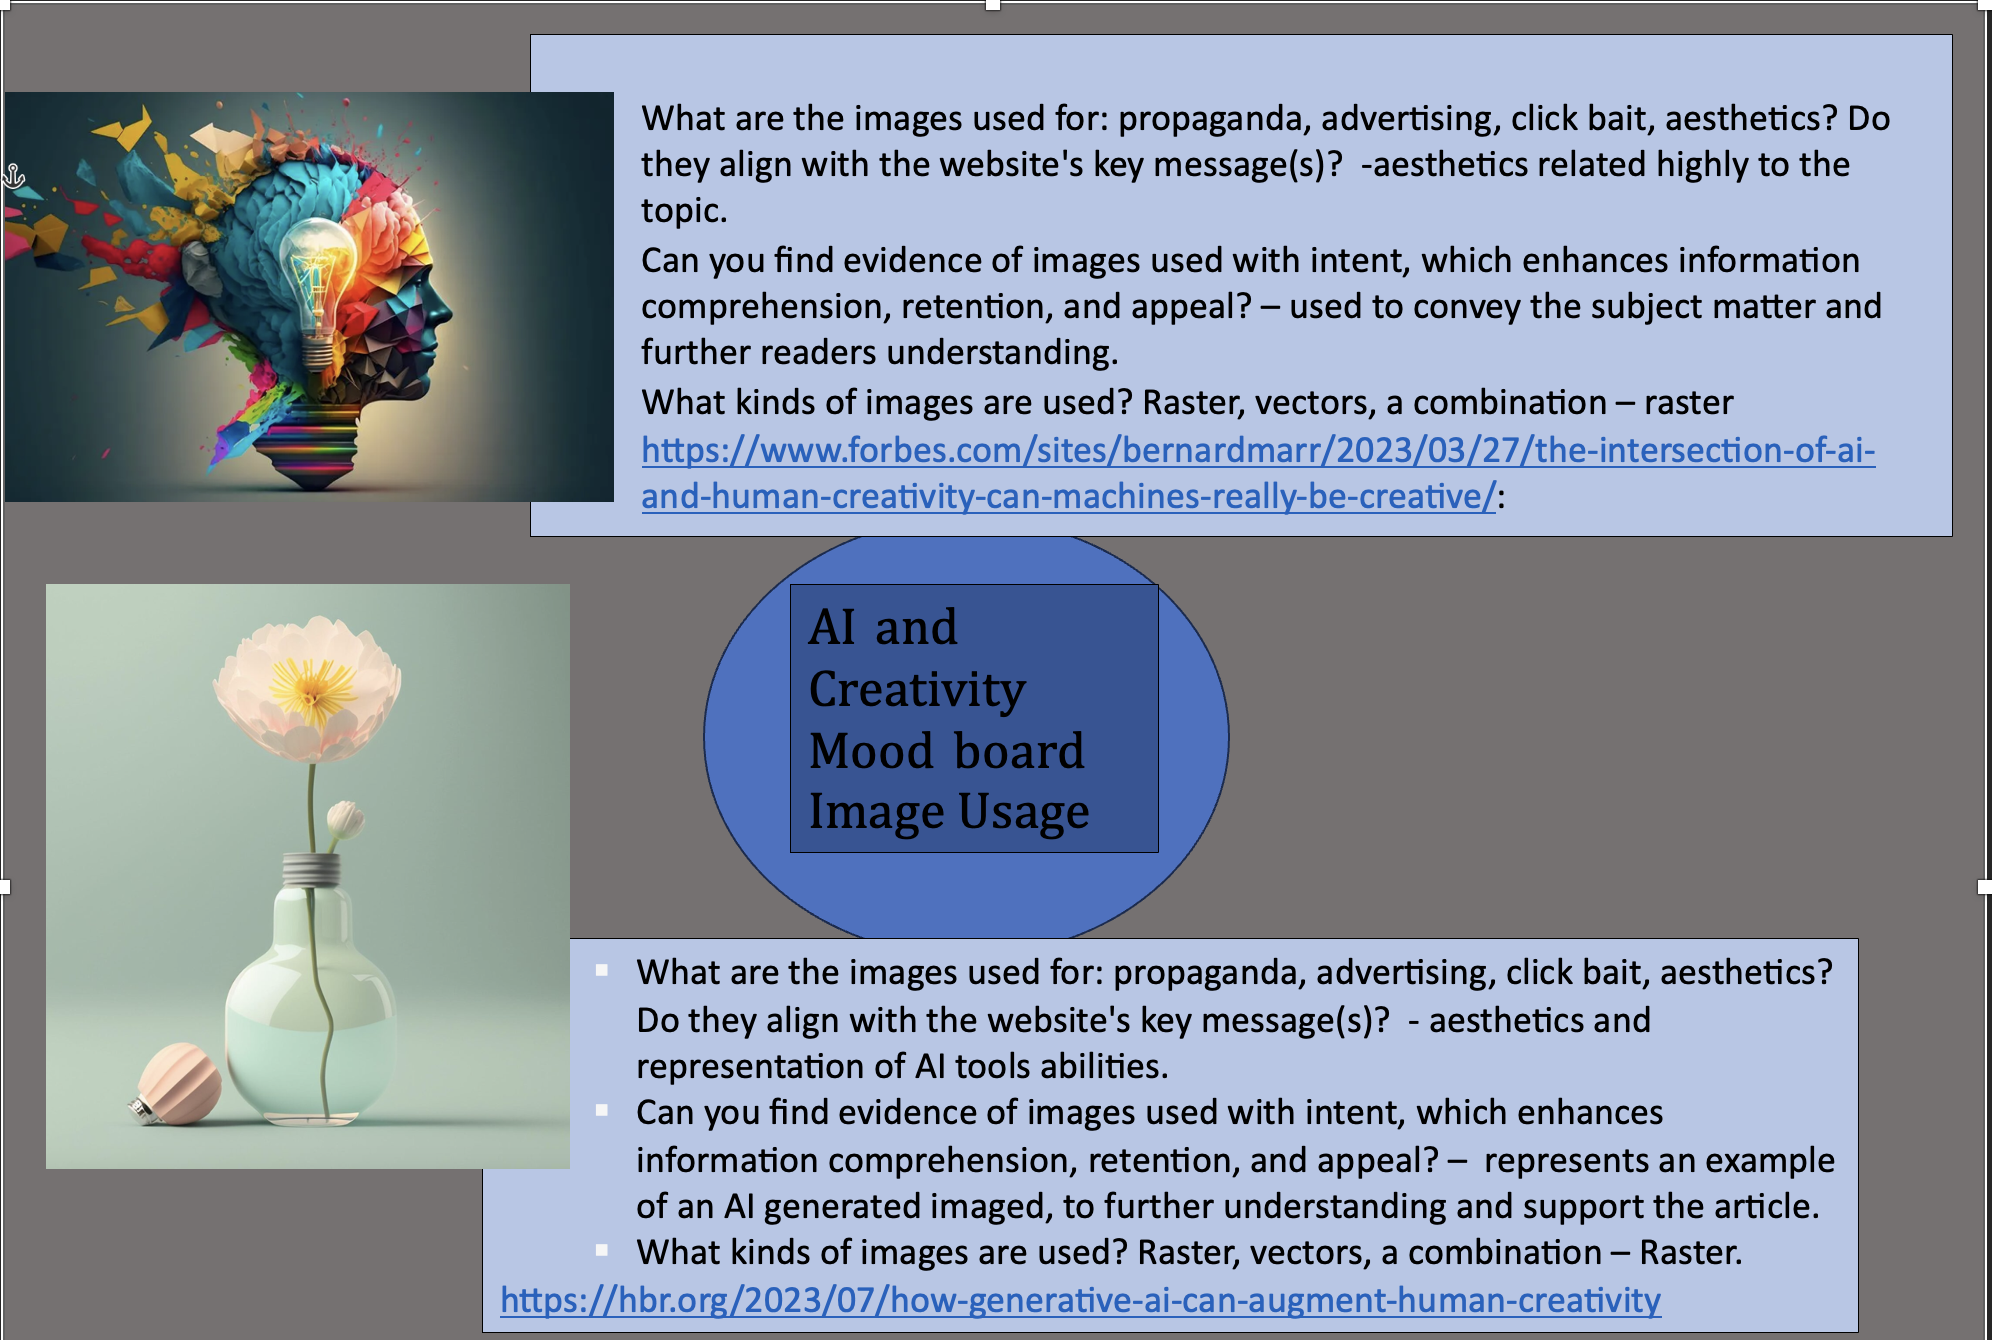 What are the images used for: propaganda, advertising, click bait, aesthetics? Do
they align with the website's key message(s)?  -aesthetics related highly to the
topic.
Can you find evidence of images used with intent, which enhances information
comprehension, retention, and appeal? – used to convey the subject matter and
further readers understanding.
What kinds of images are used? Raster, vectors, a combination – raster
https://www.forbes.com/sites/bernardmarr/2023/03/27/the-intersection-of-ai-
and-human-creativity-can-machines-really-be-creative/:
AI and
Creativity
Mood board
Image Usage
▪ What are the images used for: propaganda, advertising, click bait, aesthetics?
Do they align with the website's key message(s)?  - aesthetics and
representation of AI tools abilities.
▪ Can you find evidence of images used with intent, which enhances
information comprehension, retention, and appeal? –  represents an example
of an AI generated imaged, to further understanding and support the article.
▪ What kinds of images are used? Raster, vectors, a combination – Raster.
https://hbr.org/2023/07/how-generative-ai-can-augment-human-creativity